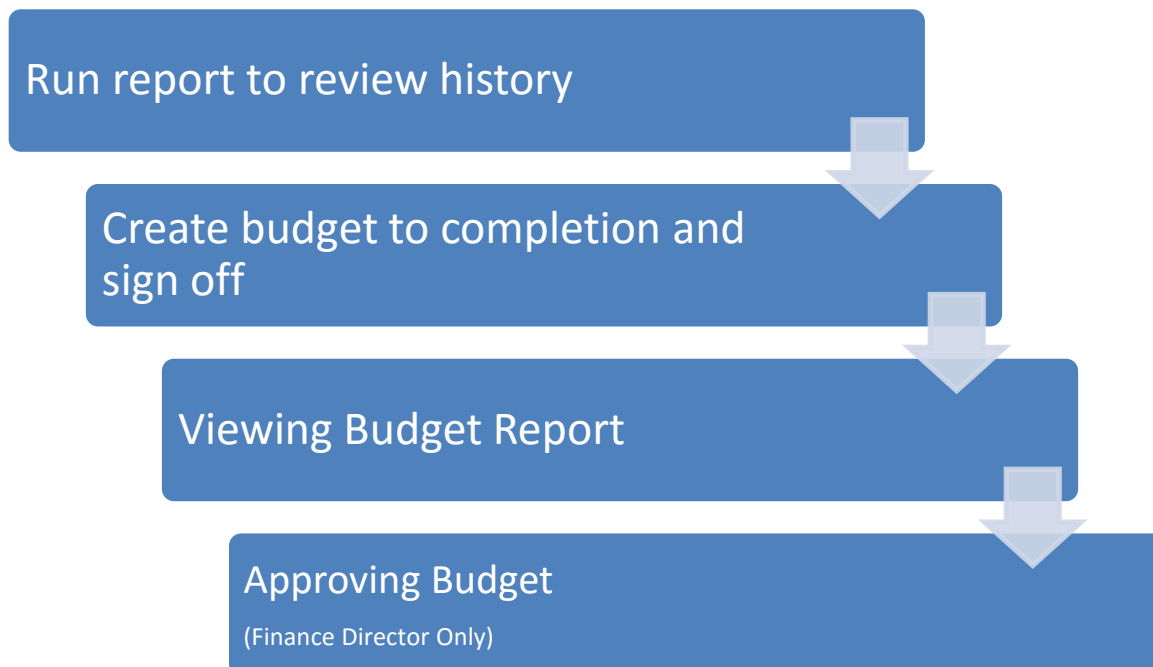 Run report to review history
Create budget to completion and
sign off
Viewing Budget Report
Approving Budget
(Finance Director Only)